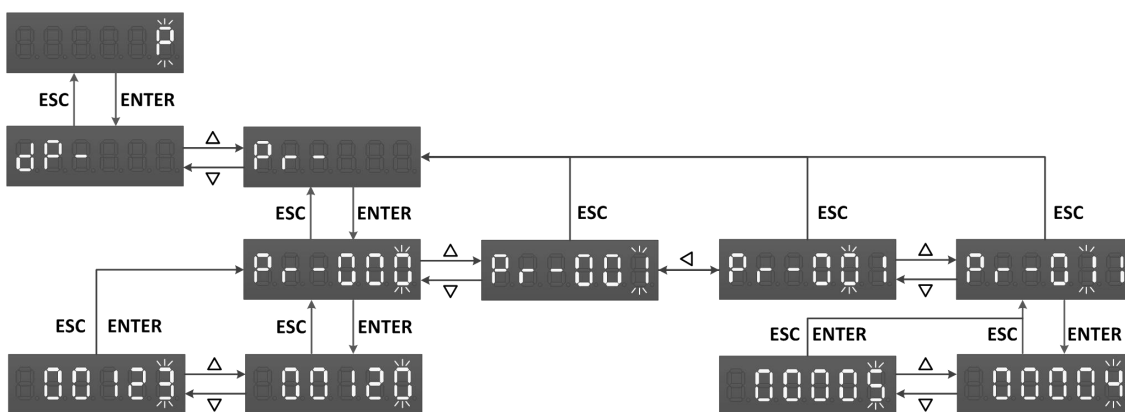 P
ESC
ENTER
dP-
△
▽
Pr-
ESC
ENTER
ESC
ESC
ESC
Pr-000
△
▽
Pr-001
◁
Pr-001
△
▽
Pr-011
ESC
ENTER
ESC
ENTER
ESC
ENTER
ESC
ENTER
00123
△
▽
00120
00005
△
▽
00004